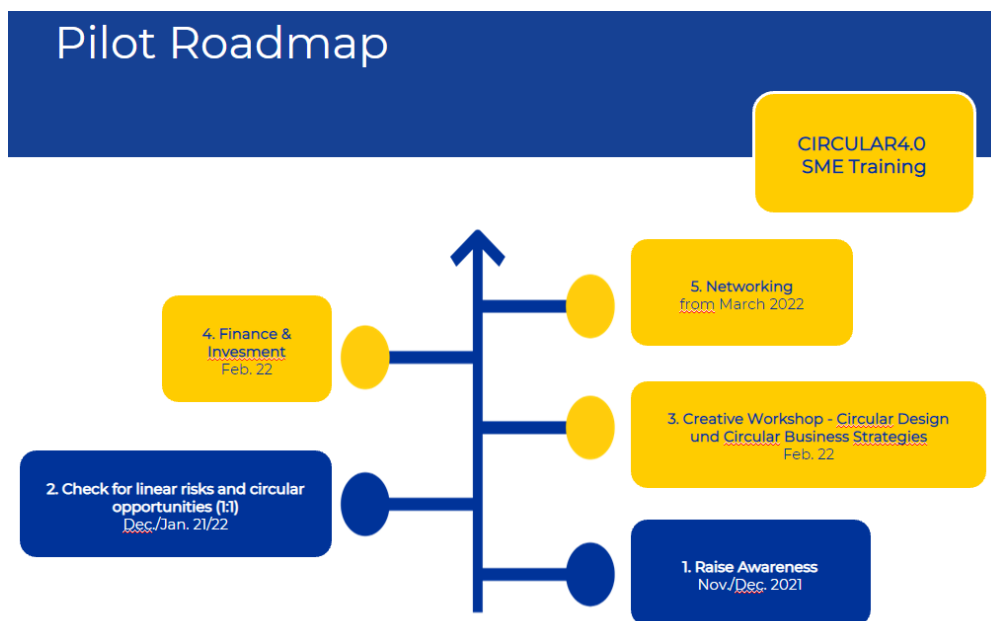 Pilot Roadmap
CIRCULAR4.0
SME Training
5. Networking
from March 2022
4. Finance &
Invesment
Feb. 22
3. Creative Workshop - Circular Design
und Circular Business Strategies
Feb. 22
2. Check for linear risks and circular
opportunities (1:1)
Dec./Jan. 21/22
1. Raise Awareness
Nov./Dec. 2021